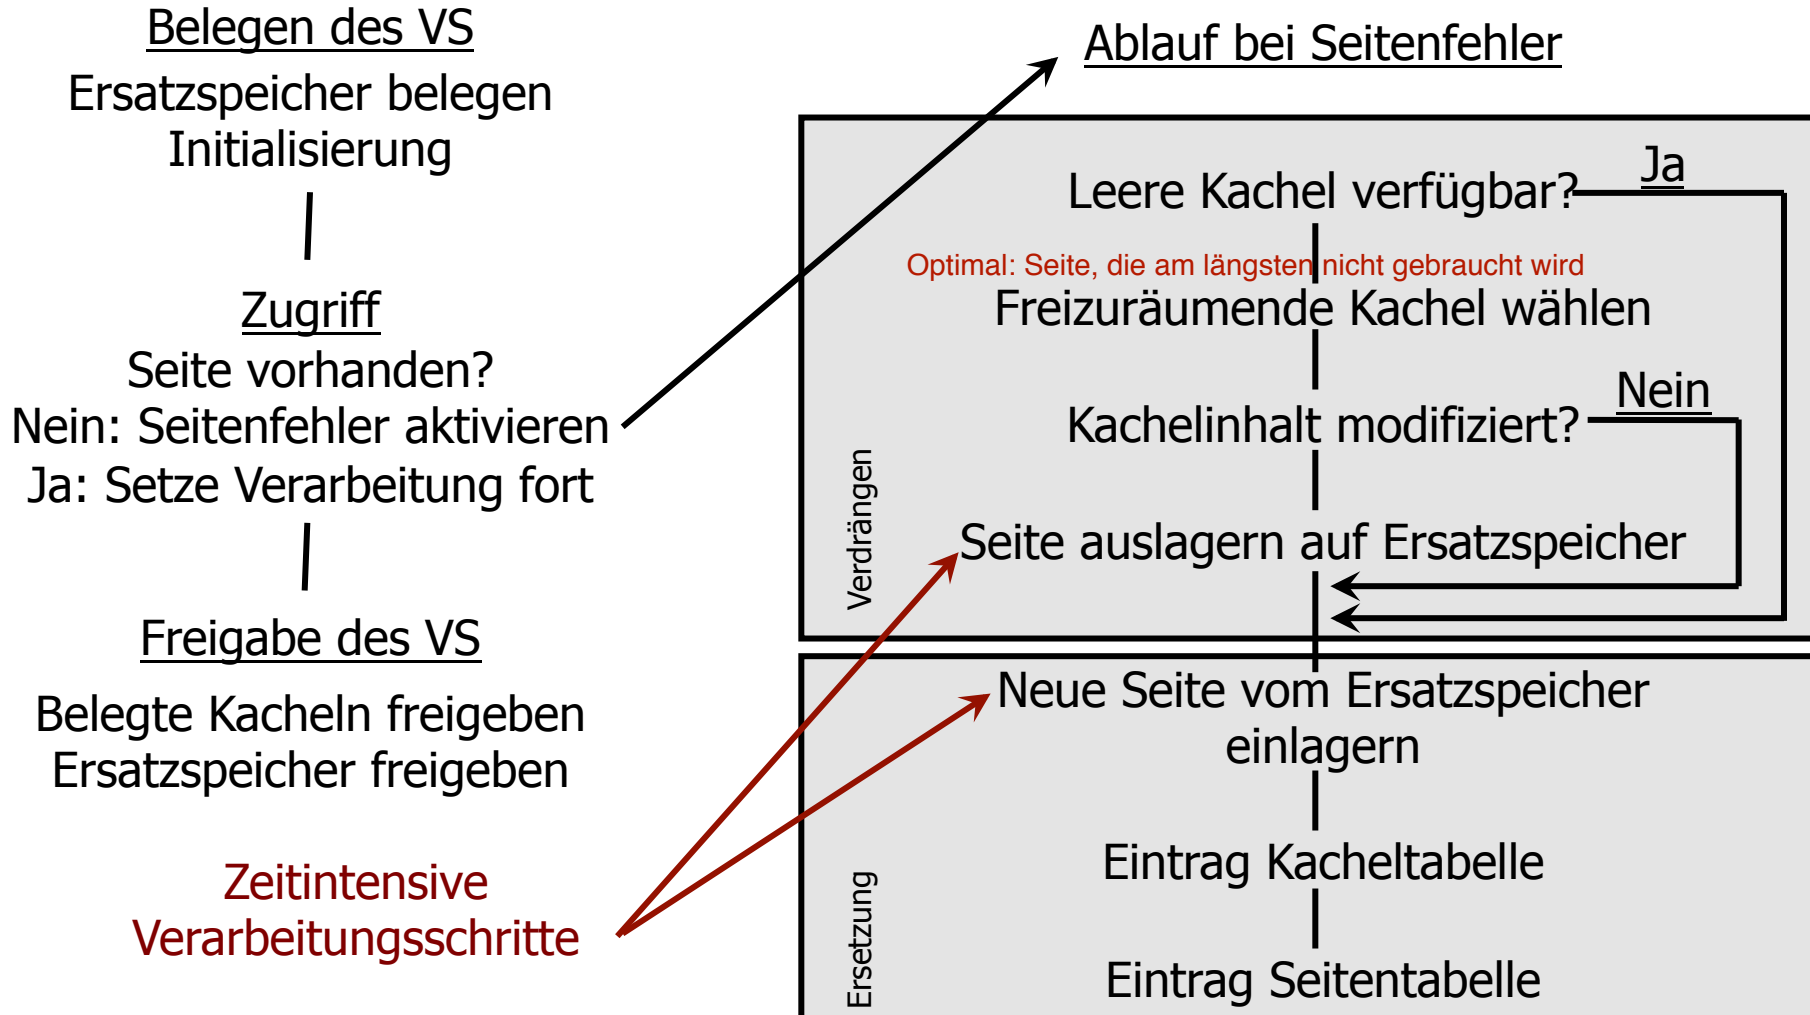 Belegen des VS
Ersatzspeicher belegen
Initialisierung
Zugriff
Seite vorhanden?
Nein: Seitenfehler aktivieren
Ja: Setze Verarbeitung fort
Freigabe des VS
Belegte Kacheln freigeben
Ersatzspeicher freigeben
Zeitintensive
Verarbeitungsschritte
Ablauf bei Seitenfehler
Leere Kachel verfügbar?
Ja
Optimal: Seite, die am längsten nicht gebraucht wird
Freizuräumende Kachel wählen
Kachelinhalt modifiziert?
Nein
Seite auslagern auf Ersatzspeicher
Verdrängen
Neue Seite vom Ersatzspeicher
einlagern
Eintrag Kacheltabelle
Eintrag Seitentabelle
Ersetzung